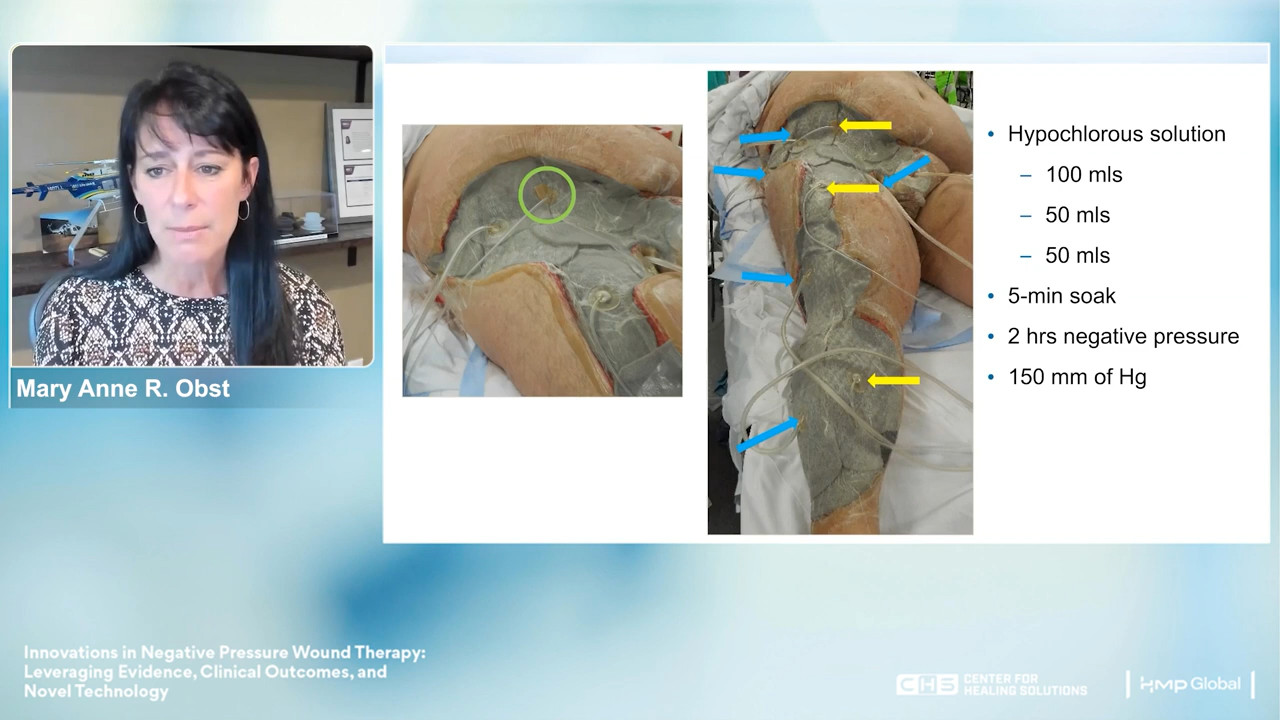 Hypochlorous solution
100 mls
50 mls
50 mls
5-min soak
2 hrs negative pressure
150 mm of Hg
Mary Anne R. Obst
Innovations in Negative Pressure Wound Therapy:
Leveraging Evidence, Clinical Outcomes, and
Novel Technology
CHS CENTER FOR
HEALING SOLUTIONS
HMP Global